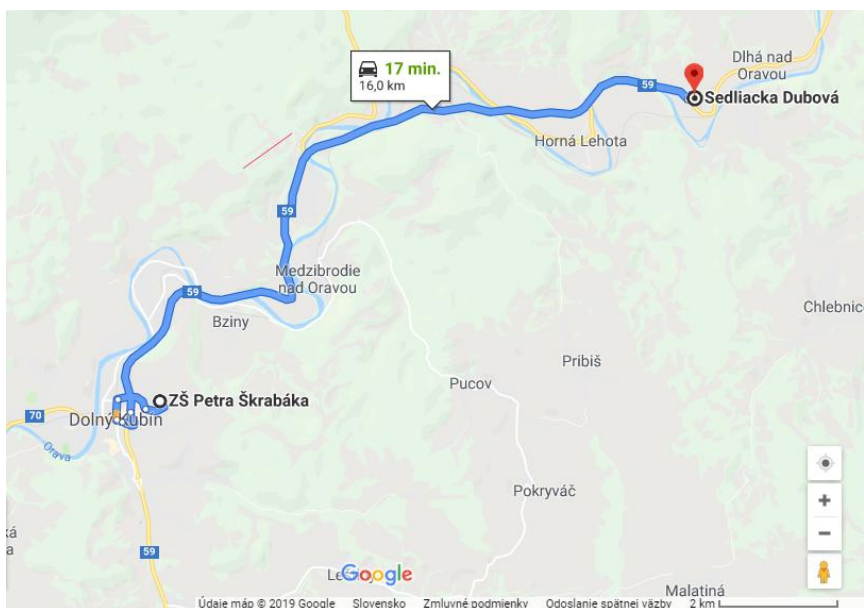 17 min.
16,0 km
Dlhá nad
Oravou
59
Sedliacka Dubová
Horná Lehota
59
Medzibrodie
nad Oravou
59
Bziny
Chlebnice
Pribiš
Pucov
ZŠ Petra Škrabáka
70
Dolný Kubín
Orava
Pokryváč
59
Google
Malatiná
Údaje máp © 2019 Google Slovensko Zmluvné podmienky Odoslanie spätnej väzby 2 km